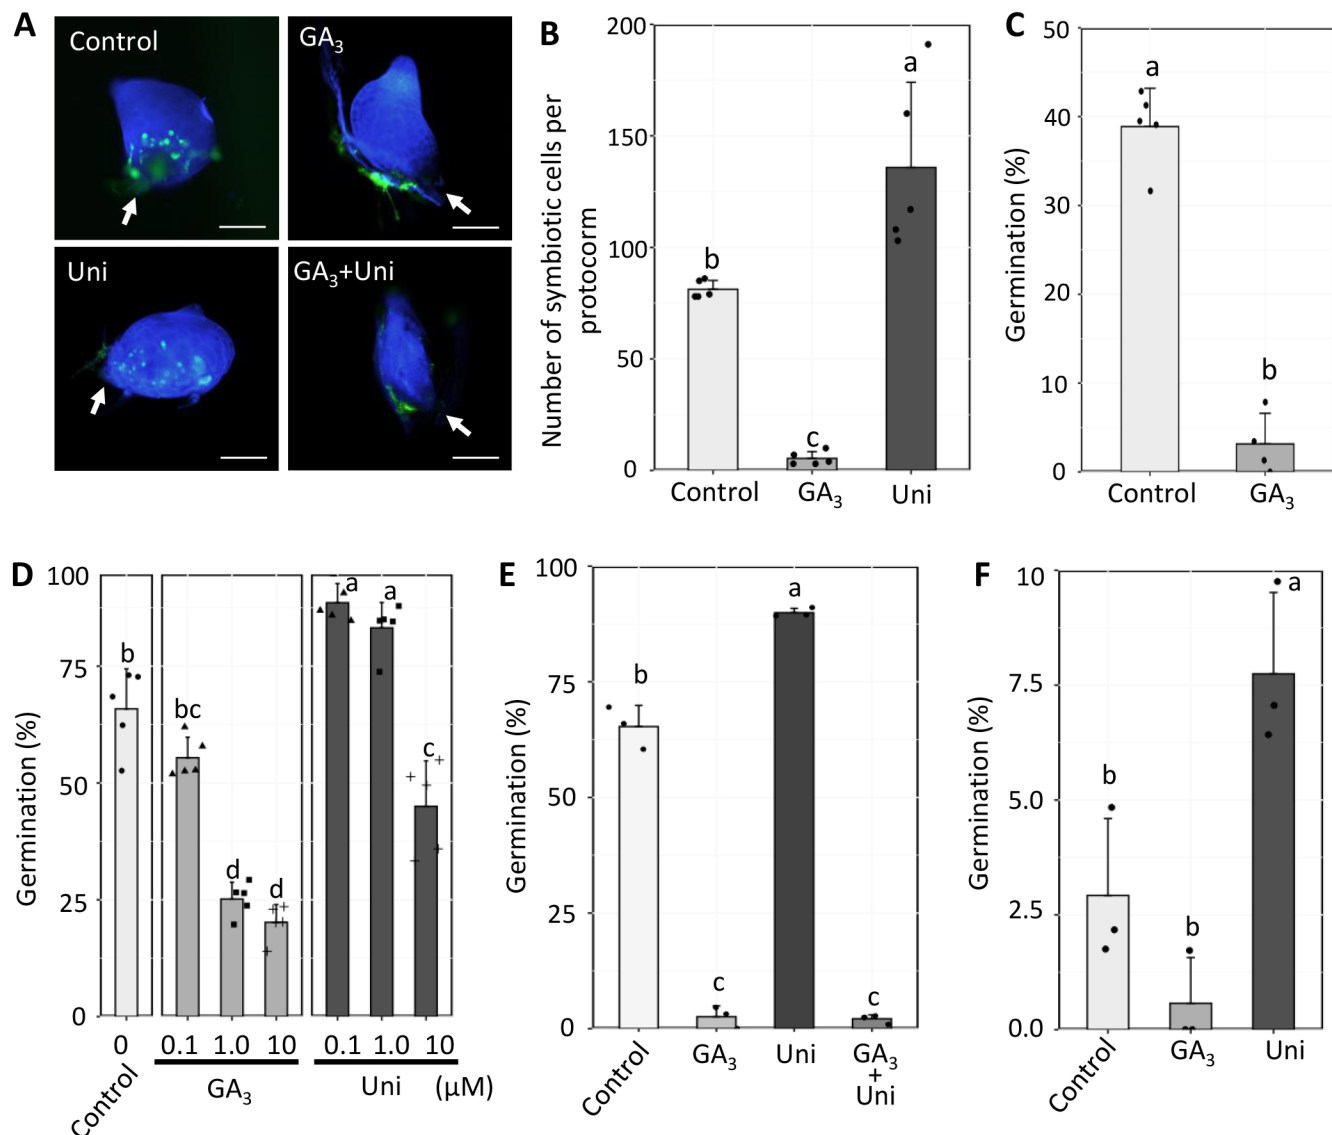 A
Control
GA3
Uni
GA3+Uni
B
Number of symbiotic cells per
protocorm
200
150
100
50
0
b
c
a
Control
GA3
Uni
C
Germination (%)
50
40
30
20
10
0
a
b
Control
GA3
D
Germination (%)
100
75
50
25
0
b
bc
d
d
a
a
c
0 0.1 1.0 10 0.1 1.0 10
Control
GA3
Uni
(μM)
E
Germination (%)
100
75
50
25
0
b
c
a
c
Control
GA3
Uni
GA3
+
Uni
F
Germination (%)
10
7.5
5.0
2.5
0.0
b
b
a
Control
GA3
Uni